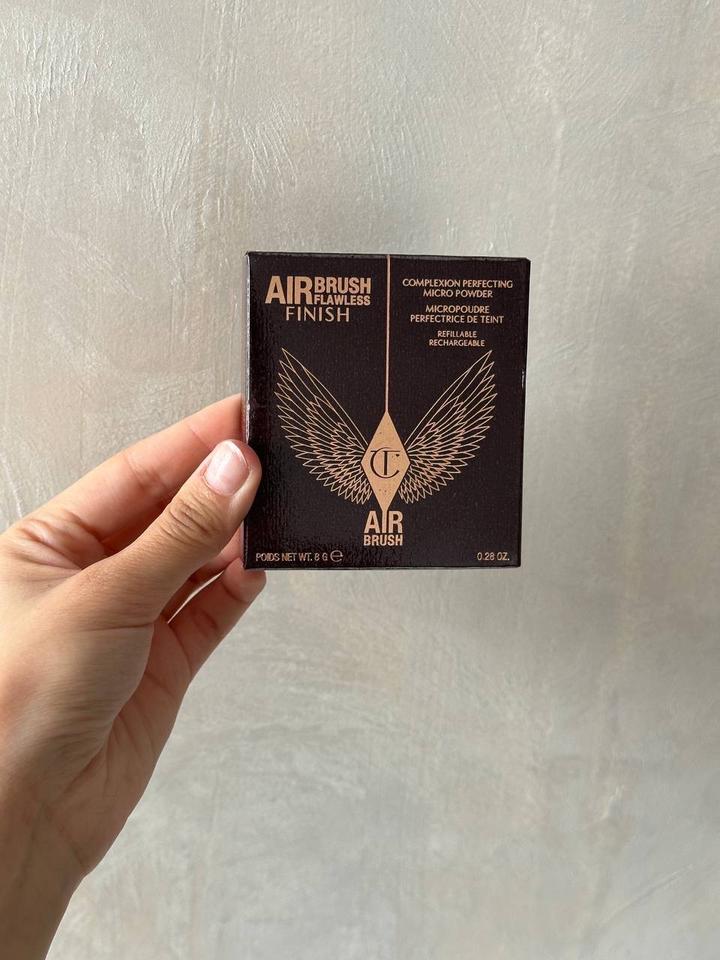 AIRBRUSH
FLAWLESS
FINISH
COMPLEXION PERFECTING
MICRO POWDER
MICROPOUDRE
PERFECTRICE DE TEINT
REFILLABLE
RECHARGEABLE
CT
AIR
BRUSH
POIDS NET WT. 8 G ℮
0.28 OZ.